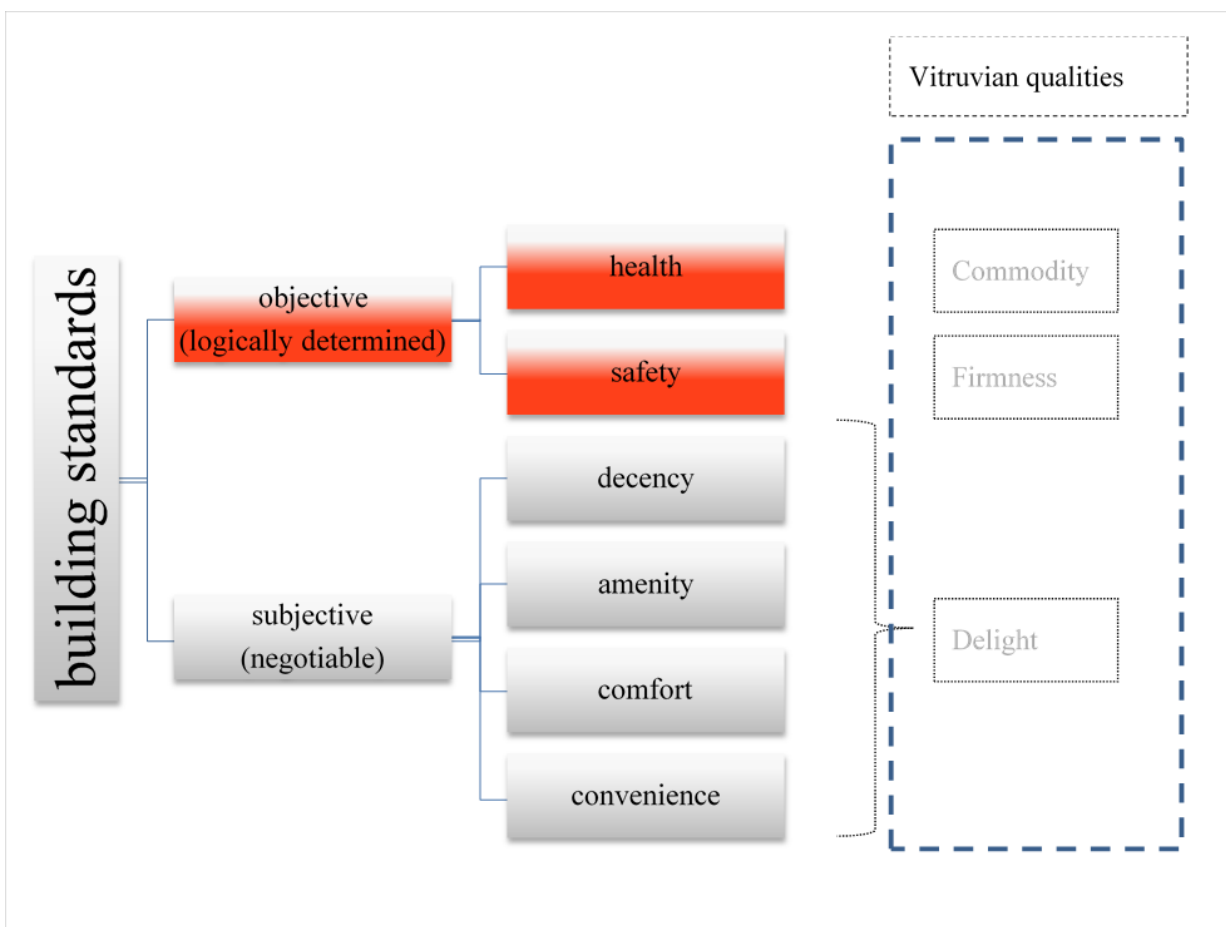 Vitruvian qualities
building standards
objective
(logically determined)
subjective
(negotiable)
health
safety
decency
amenity
comfort
convenience
Commodity
Firmness
Delight